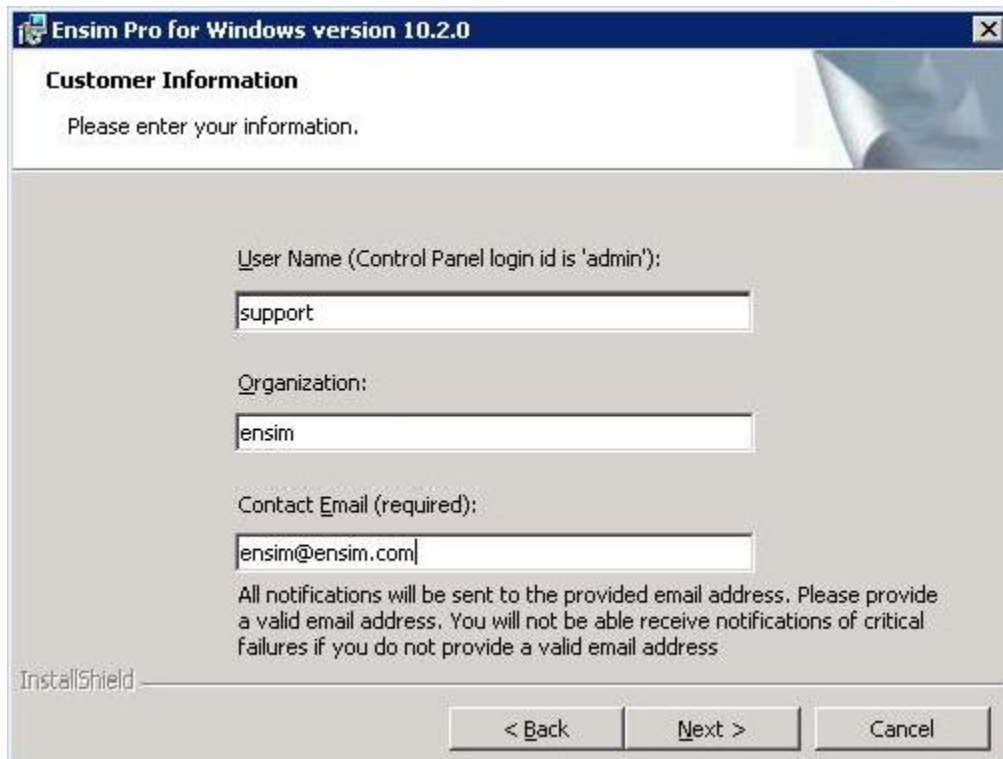 Ensim Pro for Windows version 10.2.0
Customer Information
Please enter your information.
User Name (Control Panel login id is 'admin'):
support
Organization:
ensim
Contact Email (required):
ensim@ensim.com
All notifications will be sent to the provided email address. Please provide
a valid email address. You will not be able receive notifications of critical
failures if you do not provide a valid email address
InstallShield
< Back
Next >
Cancel